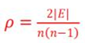 ρ = 2|E| / n(n−1)